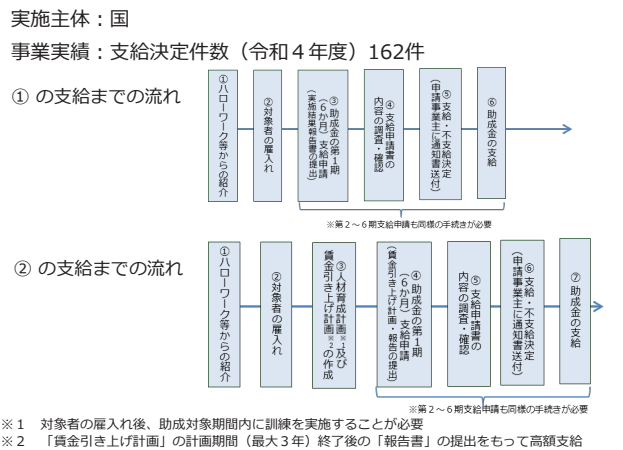 実施主体：国
事業実績：支給決定件数（令和４年度）162件
① の支給までの流れ
①ハローワーク等からの紹介
②対象者の雇入れ
③助成金の第1期
（6か月）支給申請
（実施結果報告書の提出）
④支給申請書の
内容の調査・確認
⑤支給・不支給決定
（申請事業主に通知書送付）
⑥助成金の支給
※第２～６期支給申請も同様の手続きが必要
② の支給までの流れ
①ハローワーク等からの紹介
②対象者の雇入れ
③人材育成計画※1及び
賃金引き上げ計画※2の作成
④助成金の第1期
（6か月）支給申請
（賃金引き上げ計画・報告の提出）
⑤支給申請書の
内容の調査・確認
⑥支給・不支給決定
（申請事業主に通知書送付）
⑦助成金の支給
※第２～６期支給申請も同様の手続きが必要
※１　対象者の雇入れ後、助成対象期間内に訓練を実施することが必要
※２　「賃金引き上げ計画」の計画期間（最大３年）終了後の「報告書」の提出をもって高額支給